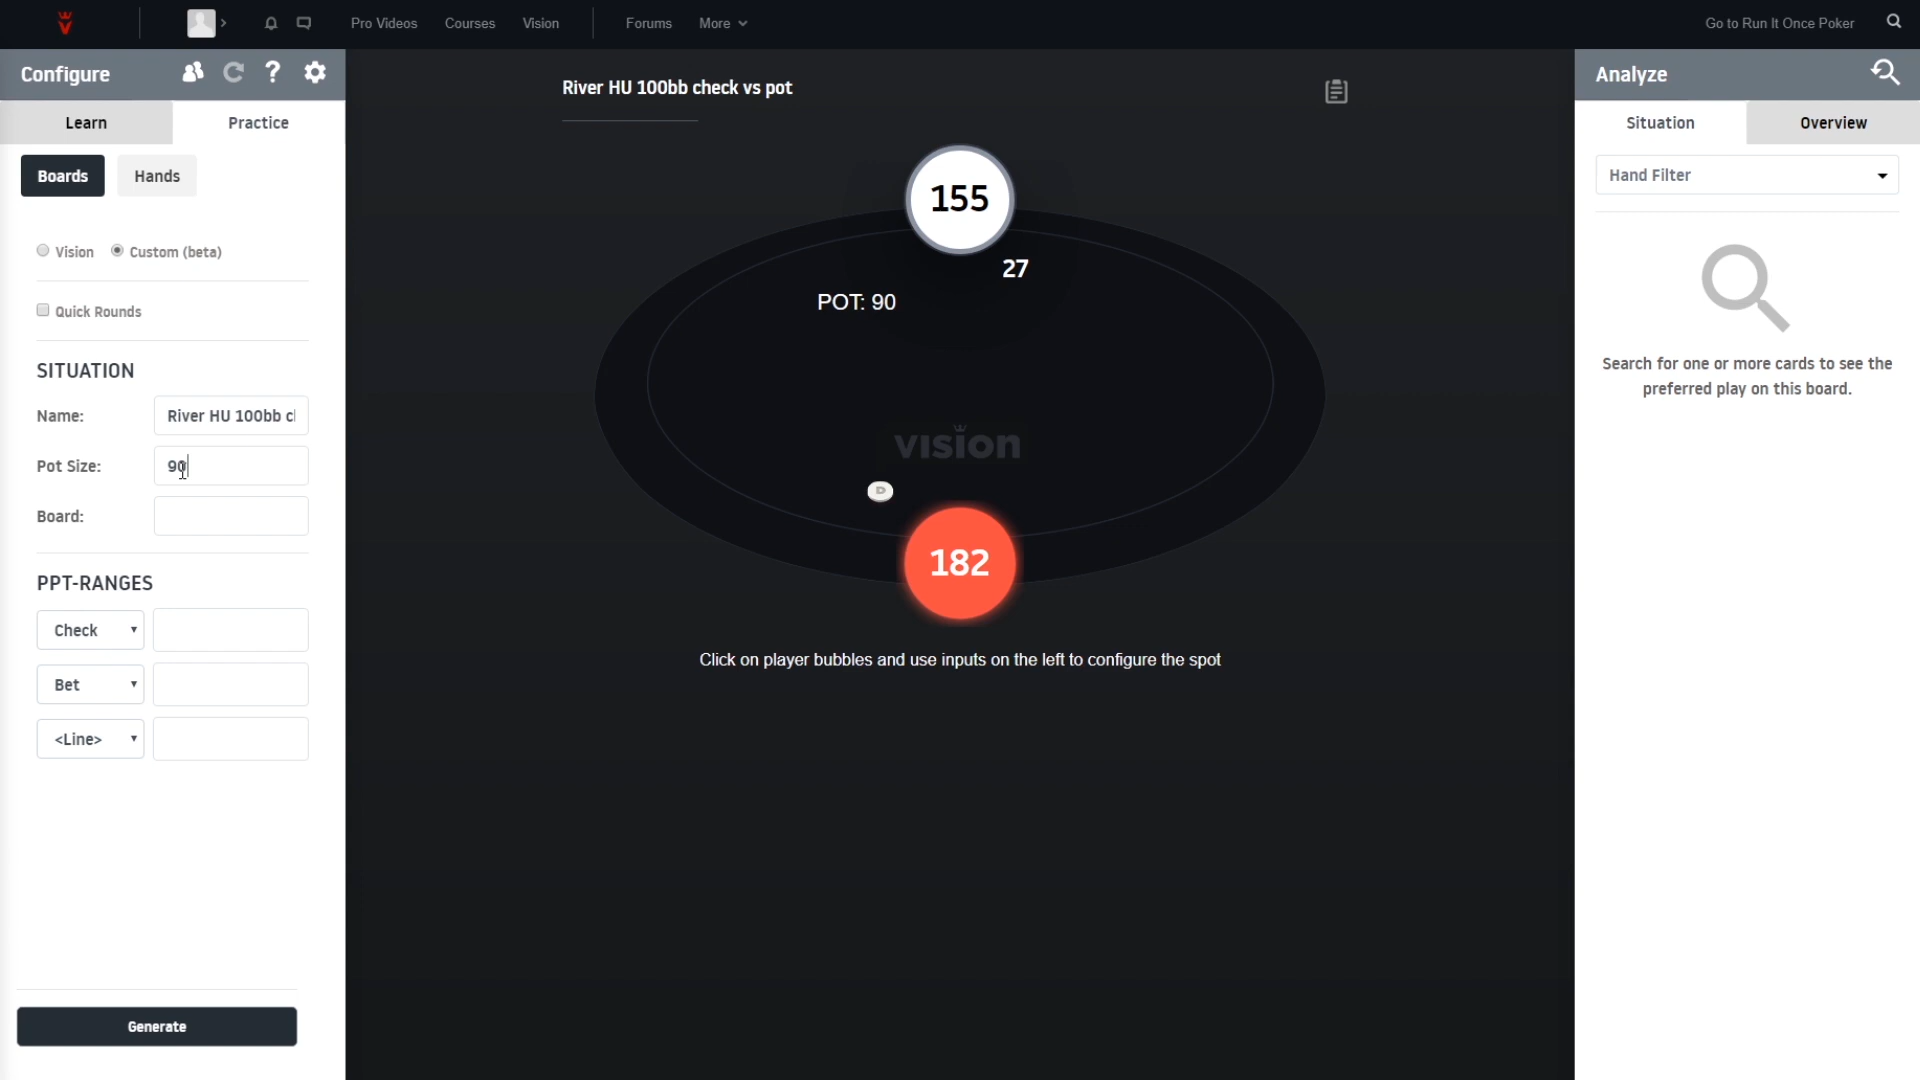 Pro Videos
Courses
Vision
Forums
More
Go to Run It Once Poker
Configure
Learn
Practice
Boards
Hands
Vision
Custom (beta)
Quick Rounds
SITUATION
Name:
River HU 100bb c
Pot Size:
90
Board:
PPT-RANGES
Check
Bet
<Line>
Generate
River HU 100bb check vs pot
155
27
POT: 90
vision
D
182
Click on player bubbles and use inputs on the left to configure the spot
Analyze
Situation
Overview
Hand Filter
Search for one or more cards to see the
preferred play on this board.